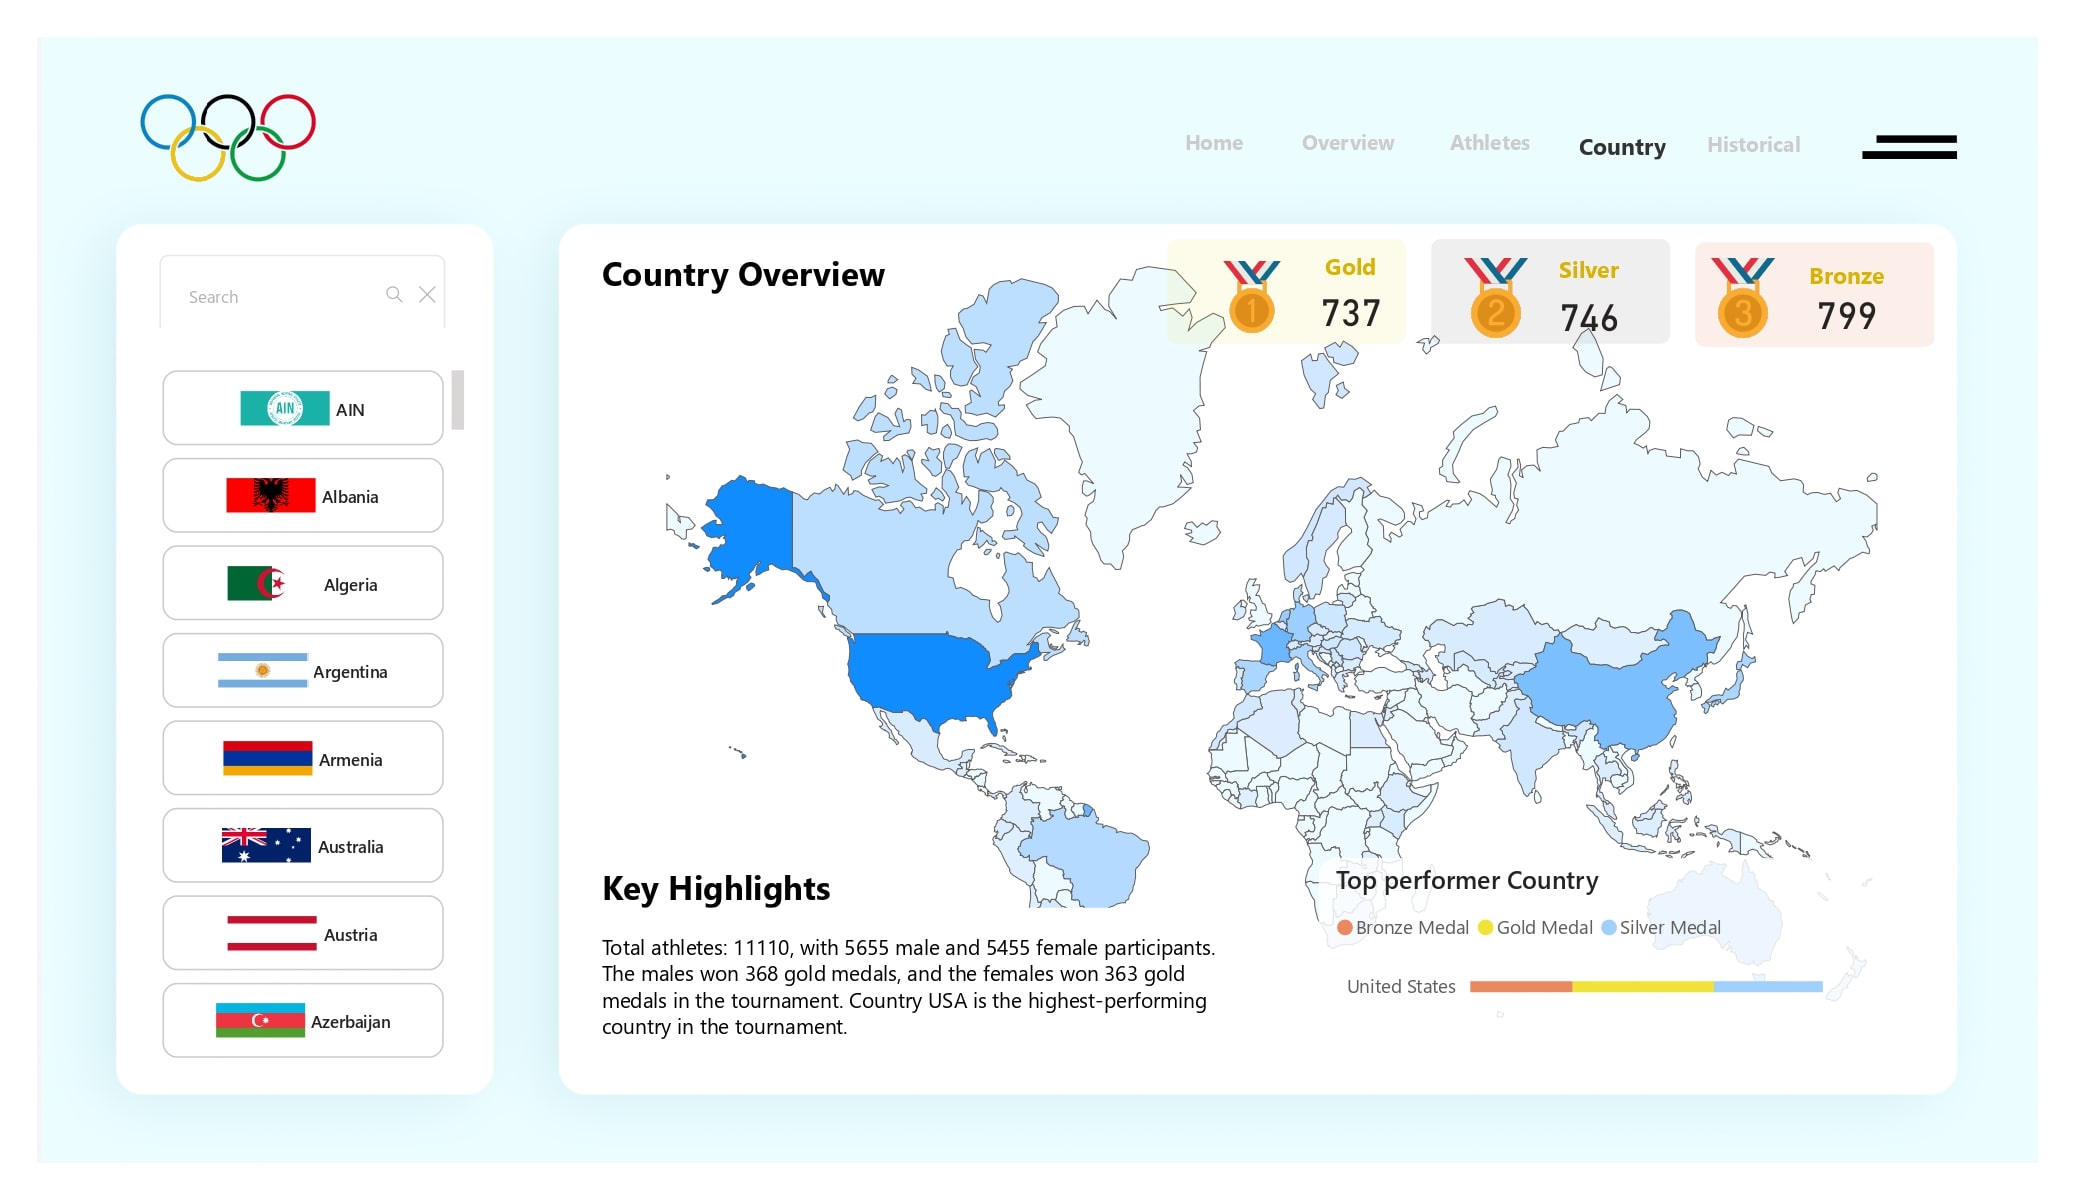 Home Overview Athletes Country Historical
Search
AIN
AIN
Albania
Algeria
Argentina
Armenia
Australia
Austria
Azerbaijan
Country Overview
Gold
737
Silver
746
Bronze
799
1
2
3
Key Highlights
Total athletes: 11110, with 5655 male and 5455 female participants.
The males won 368 gold medals, and the females won 363 gold
medals in the tournament. Country USA is the highest-performing
country in the tournament.
Top performer Country
Bronze Medal Gold Medal Silver Medal
United States